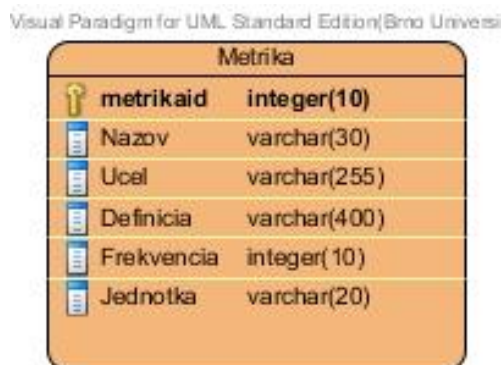 Visual Paradigm for UML Standard Edition(Brno Universi
Metrika
metrikaid integer(10)
Nazov varchar(30)
Ucel varchar(255)
Definicia varchar(400)
Frekvencia integer(10)
Jednotka varchar(20)